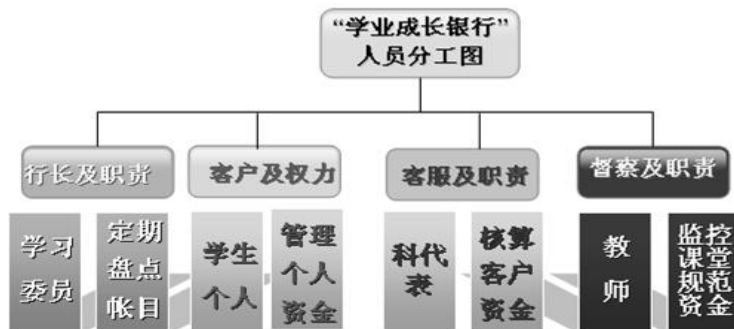 “学业成长银行”
人员分工图
行长及职责
客户及权力
客服及职责
督察及职责
学习
委员
定期
盘点
帐目
学生
个人
管理
个人
资金
科代
表
核算
客户
资金
教
师
监控
课堂
规范
资金